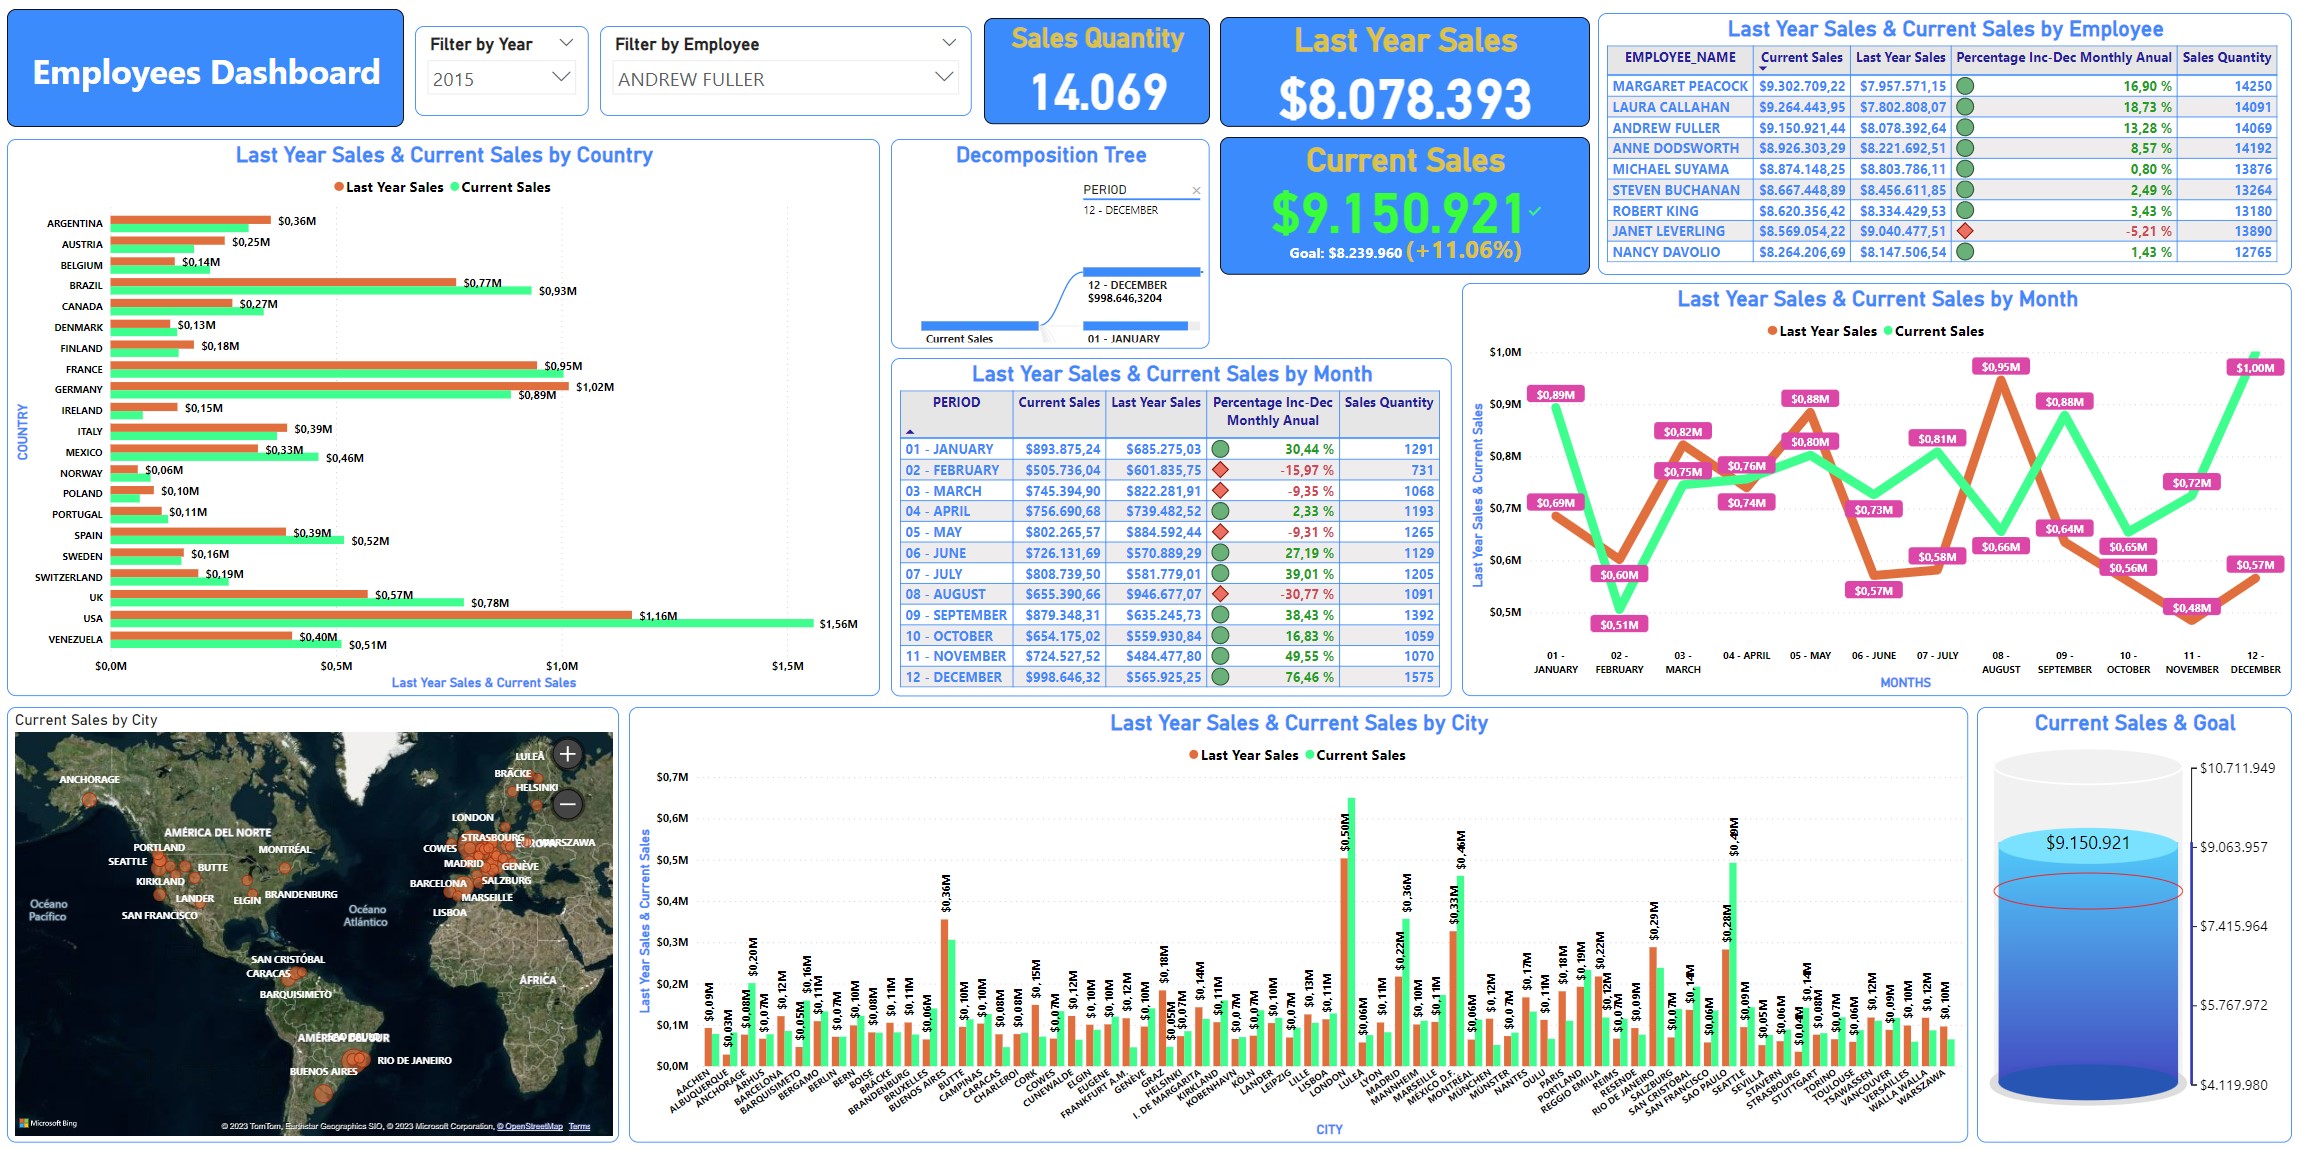 Employees Dashboard
Filter by Year
2015
Filter by Employee
ANDREW FULLER
Sales Quantity
14.069
Last Year Sales
$8.078.393
Current Sales
$9.150.921
Goal: $8.239.960 (+11.06%)
Last Year Sales & Current Sales by Employee
EMPLOYEE_NAME Current Sales Last Year Sales Percentage Inc-Dec Monthly Anual Sales Quantity
MARGARET PEACOCK $9.302.709,22 $7.957.571,15 16,90 % 14250
LAURA CALLAHAN $9.264.443,95 $7.802.808,07 18,73 % 14091
ANDREW FULLER $9.150.921,44 $8.078.392,64 13,28 % 14069
ANNE DODSWORTH $8.926.303,29 $8.221.692,51 8,57 % 14192
MICHAEL SUYAMA $8.874.148,25 $8.803.786,11 0,80 % 13876
STEVEN BUCHANAN $8.667.448,89 $8.456.611,85 2,49 % 13264
ROBERT KING $8.620.356,42 $8.334.429,53 3,43 % 13180
JANET LEVERLING $8.569.054,22 $9.040.477,51 -5,21 % 13890
NANCY DAVOLIO $8.264.206,69 $8.147.506,54 1,43 % 12765
Last Year Sales & Current Sales by Country
Last Year Sales Current Sales
COUNTRY
ARGENTINA $0,36M
AUSTRIA $0,25M
BELGIUM $0,14M
BRAZIL $0,77M
$0,93M
CANADA $0,27M
DENMARK $0,13M
FINLAND $0,18M
FRANCE $0,95M
GERMANY $1,02M
$0,89M
IRELAND $0,15M
ITALY $0,39M
MEXICO $0,33M
$0,46M
NORWAY $0,06M
POLAND $0,10M
PORTUGAL $0,11M
SPAIN $0,39M
$0,52M
SWEDEN $0,16M
SWITZERLAND $0,19M
UK $0,57M
$0,78M
USA $1,16M
$1,56M
VENEZUELA $0,40M
$0,51M
$0,0M $0,5M $1,0M $1,5M
Last Year Sales & Current Sales
Decomposition Tree
PERIOD
12 - DECEMBER
12 - DECEMBER
$998.646,3204
Current Sales
01 - JANUARY
Last Year Sales & Current Sales by Month
PERIOD Current Sales Last Year Sales Percentage Inc-Dec Monthly Anual Sales Quantity
01 - JANUARY $893.875,24 $685.275,03 30,44 % 1291
02 - FEBRUARY $505.736,04 $601.835,75 -15,97 % 731
03 - MARCH $745.394,90 $822.281,91 -9,35 % 1068
04 - APRIL $756.690,68 $739.482,52 2,33 % 1193
05 - MAY $802.265,57 $884.592,44 -9,31 % 1265
06 - JUNE $726.131,69 $570.889,29 27,19 % 1129
07 - JULY $808.739,50 $581.779,01 39,01 % 1205
08 - AUGUST $655.390,66 $946.677,07 -30,77 % 1091
09 - SEPTEMBER $879.348,31 $635.245,73 38,43 % 1392
10 - OCTOBER $654.175,02 $559.930,84 16,83 % 1059
11 - NOVEMBER $724.527,52 $484.477,80 49,55 % 1070
12 - DECEMBER $998.646,32 $565.925,25 76,46 % 1575
Last Year Sales & Current Sales by Month
Last Year Sales Current Sales
Last Year Sales & Current Sales
$1,0M
$0,9M
$0,8M
$0,7M
$0,6M
$0,5M
$0,89M $0,69M
$0,60M $0,51M
$0,82M $0,75M
$0,76M $0,74M
$0,88M $0,80M
$0,73M $0,57M
$0,81M $0,58M
$0,95M $0,66M
$0,88M $0,64M
$0,65M $0,56M
$0,72M $0,48M
$1,00M $0,57M
01 - JANUARY
02 - FEBRUARY
03 - MARCH
04 - APRIL
05 - MAY
06 - JUNE
07 - JULY
08 - AUGUST
09 - SEPTEMBER
10 - OCTOBER
11 - NOVEMBER
12 - DECEMBER
MONTHS
Current Sales by City
LULEÅ
BRÄCKE
HELSINKI
ANCHORAGE
LONDON
AMÉRICA DEL NORTE
STRASBOURG
WARSZAWA
PORTLAND
MONTRÉAL
COWES
SEATTLE
BUTTE
MADRID
GENÈVE
KIRKLAND
BARCELONA
SALZBURG
LANDER
ELGIN
BRANDENBURG
MARSEILLE
Océano Pacífico
SAN FRANCISCO
Océano Atlántico
LISBOA
SAN CRISTÓBAL
CARACAS
ÁFRICA
BARQUISIMETO
RIO DE JANEIRO
BUENOS AIRES
Microsoft Bing
© 2023 TomTom, Earthstar Geographics SIO, © 2023 Microsoft Corporation, © OpenStreetMap Terms
Last Year Sales & Current Sales by City
Last Year Sales Current Sales
Last Year Sales & Current Sales
$0,7M
$0,6M
$0,5M
$0,4M
$0,3M
$0,2M
$0,1M
$0,0M
AACHEN
ALBUQUERQUE
ANCHORAGE
ÅRHUS
BARCELONA
BARQUISIMETO
BERGAMO
BERLIN
BERN
BOISE
BRÄCKE
BRANDENBURG
BRUXELLES
BUENOS AIRES
BUTTE
CAMPINAS
CARACAS
CHARLEROI
CORK
COWES
CUNEWALDE
ELGIN
EUGENE
FRANKFURT A.M.
GENÈVE
GRAZ
HELSINKI
I. DE MARGARITA
KIRKLAND
KOBENHAVN
KÖLN
LANDER
LEIPZIG
LILLE
LISBOA
LONDON
LULEÅ
LYON
MADRID
MANNHEIM
MARSEILLE
MÉXICO D.F.
MONTRÉAL
MÜNCHEN
MÜNSTER
NANTES
OULU
PARIS
PORTLAND
REGGIO EMILIA
REIMS
RESENDE
RIO DE JANEIRO
SALZBURG
SAN CRISTÓBAL
SAN FRANCISCO
SAO PAULO
SEATTLE
SEVILLA
STAVERN
STRASBOURG
STUTTGART
TORINO
TOULOUSE
TSAWASSEN
VANCOUVER
VERSAILLES
WALLA WALLA
WARSZAWA
CITY
Current Sales & Goal
$9.150.921
$10.711.949
$9.063.957
$7.415.964
$5.767.972
$4.119.980